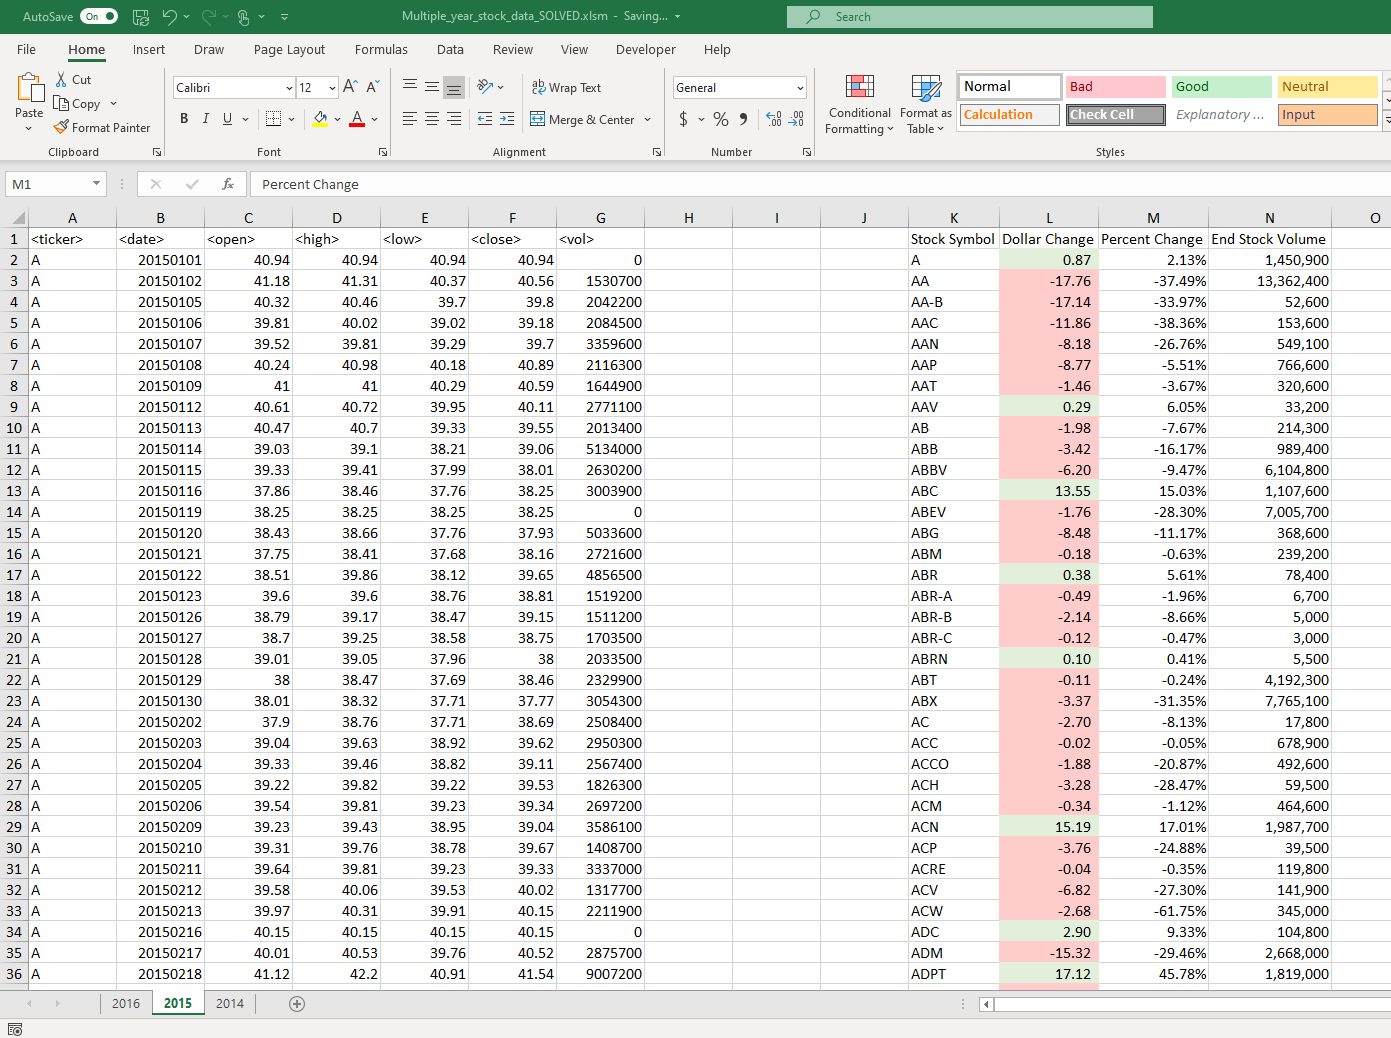 AutoSave On Multiple_year_stock_data_SOLVED.xlsm - Saving... Search
File Home Insert Draw Page Layout Formulas Data Review View Developer Help
Paste Cut Copy Format Painter Clipboard
Calibri 12 A A B I U A Font
ab Wrap Text Merge & Center Alignment
General $ % Number
Conditional Formatting Format as Table
Normal Bad Good Neutral
Calculation Check Cell Explanatory ... Input
Styles
M1 fx Percent Change
A B C D E F G H I J K L M N O
1 <ticker> <date> <open> <high> <low> <close> <vol> Stock Symbol Dollar Change Percent Change End Stock Volume
2 A 20150101 40.94 40.94 40.94 40.94 0 A 0.87 2.13% 1,450,900
3 A 20150102 41.18 41.31 40.37 40.56 1530700 AA -17.76 -37.49% 13,362,400
4 A 20150105 40.32 40.46 39.7 39.8 2042200 AA-B -17.14 -33.97% 52,600
5 A 20150106 39.81 40.02 39.02 39.18 2084500 AAC -11.86 -38.36% 153,600
6 A 20150107 39.52 39.81 39.29 39.7 3359600 AAN -8.18 -26.76% 549,100
7 A 20150108 40.24 40.98 40.18 40.89 2116300 AAP -8.77 -5.51% 766,600
8 A 20150109 41 41 40.29 40.59 1644900 AAT -1.46 -3.67% 320,600
9 A 20150112 40.61 40.72 39.95 40.11 2771100 AAV 0.29 6.05% 33,200
10 A 20150113 40.47 40.7 39.33 39.55 2013400 AB -1.98 -7.67% 214,300
11 A 20150114 39.03 39.1 38.21 39.06 5134000 ABB -3.42 -16.17% 989,400
12 A 20150115 39.33 39.41 37.99 38.01 2630200 ABBV -6.20 -9.47% 6,104,800
13 A 20150116 37.86 38.46 37.76 38.25 3003900 ABC 13.55 15.03% 1,107,600
14 A 20150119 38.25 38.25 38.25 38.25 0 ABEV -1.76 -28.30% 7,005,700
15 A 20150120 38.43 38.66 37.76 37.93 5033600 ABG -8.48 -11.17% 368,600
16 A 20150121 37.75 38.41 37.68 38.16 2721600 ABM -0.18 -0.63% 239,200
17 A 20150122 38.51 39.86 38.12 39.65 4856500 ABR 0.38 5.61% 78,400
18 A 20150123 39.6 39.6 38.76 38.81 1519200 ABR-A -0.49 -1.96% 6,700
19 A 20150126 38.79 39.17 38.47 39.15 1511200 ABR-B -2.14 -8.66% 5,000
20 A 20150127 38.7 39.25 38.58 38.75 1703500 ABR-C -0.12 -0.47% 3,000
21 A 20150128 39.01 39.05 37.96 38 2033500 ABRN 0.10 0.41% 5,500
22 A 20150129 38 38.47 37.69 38.46 2329900 ABT -0.11 -0.24% 4,192,300
23 A 20150130 38.01 38.32 37.71 37.77 3054300 ABX -3.37 -31.35% 7,765,100
24 A 20150202 37.9 38.76 37.71 38.69 2508400 AC -2.70 -8.13% 17,800
25 A 20150203 39.04 39.63 38.92 39.62 2950300 ACC -0.02 -0.05% 678,900
26 A 20150204 39.33 39.46 38.82 39.11 2567400 ACCO -1.88 -20.87% 492,600
27 A 20150205 39.22 39.82 39.22 39.53 1826300 ACH -3.28 -28.47% 59,500
28 A 20150206 39.54 39.81 39.23 39.34 2697200 ACM -0.34 -1.12% 464,600
29 A 20150209 39.23 39.43 38.95 39.04 3586100 ACN 15.19 17.01% 1,987,700
30 A 20150210 39.31 39.76 38.78 39.67 1408700 ACP -3.76 -24.88% 39,500
31 A 20150211 39.64 39.81 39.23 39.33 3337000 ACRE -0.04 -0.35% 119,800
32 A 20150212 39.58 40.06 39.53 40.02 1317700 ACV -6.82 -27.30% 141,900
33 A 20150213 39.97 40.31 39.91 40.15 2211900 ACW -2.68 -61.75% 345,000
34 A 20150216 40.15 40.15 40.15 40.15 0 ADC 2.90 9.33% 104,800
35 A 20150217 40.01 40.53 39.76 40.52 2875700 ADM -15.32 -29.46% 2,668,000
36 A 20150218 41.12 42.2 40.91 41.54 9007200 ADPT 17.12 45.78% 1,819,000
2016 2015 2014